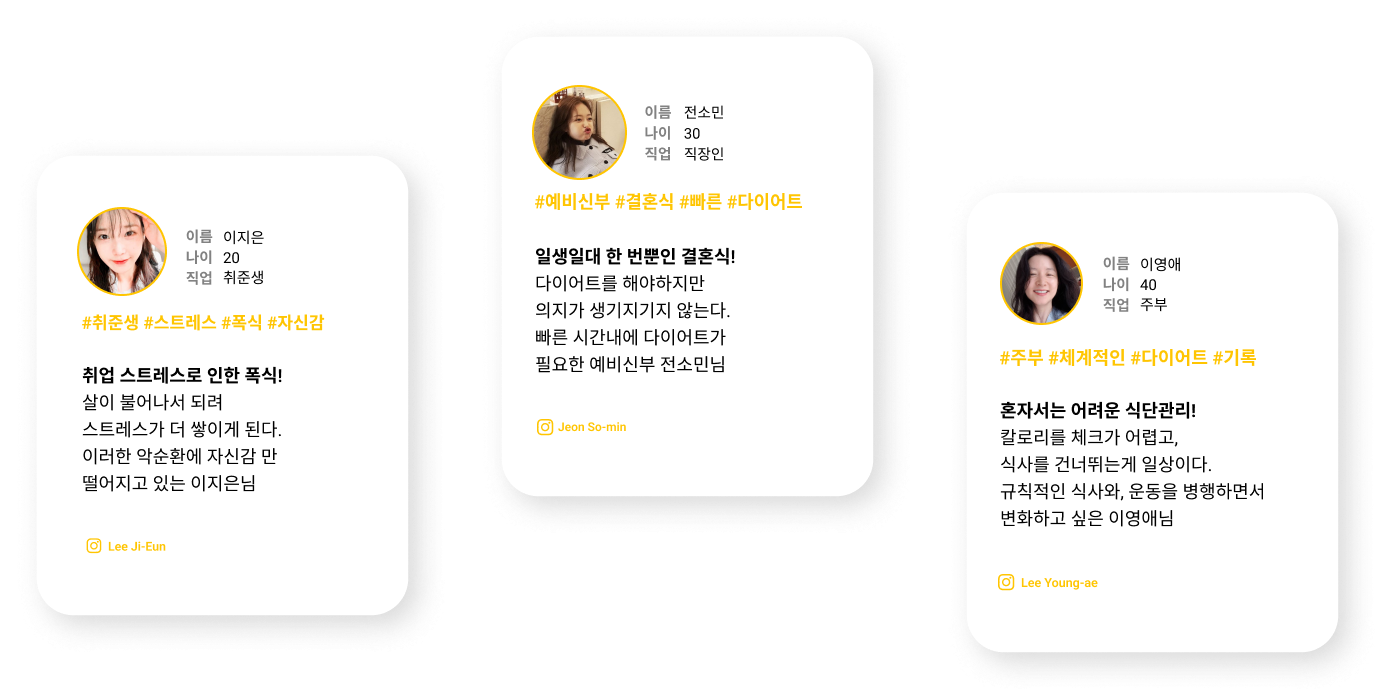 이름 이지은
나이 20
직업 취준생
#취준생 #스트레스 #폭식 #자신감
취업 스트레스로 인한 폭식!
살이 불어나서 되려
스트레스가 더 쌓이게 된다.
이러한 악순환에 자신감 만
떨어지고 있는 이지은님
Lee Ji-Eun
이름 전소민
나이 30
직업 직장인
#예비신부 #결혼식 #빠른 #다이어트
일생일대 한 번뿐인 결혼식!
다이어트를 해야하지만
의지가 생기지기지 않는다.
빠른 시간내에 다이어트가
필요한 예비신부 전소민님
Jeon So-min
이름 이영애
나이 40
직업 주부
#주부 #체계적인 #다이어트 #기록
혼자서는 어려운 식단관리!
칼로리를 체크가 어렵고,
식사를 건너뛰는게 일상이다.
규칙적인 식사와, 운동을 병행하면서
변화하고 싶은 이영애님
Lee Young-ae